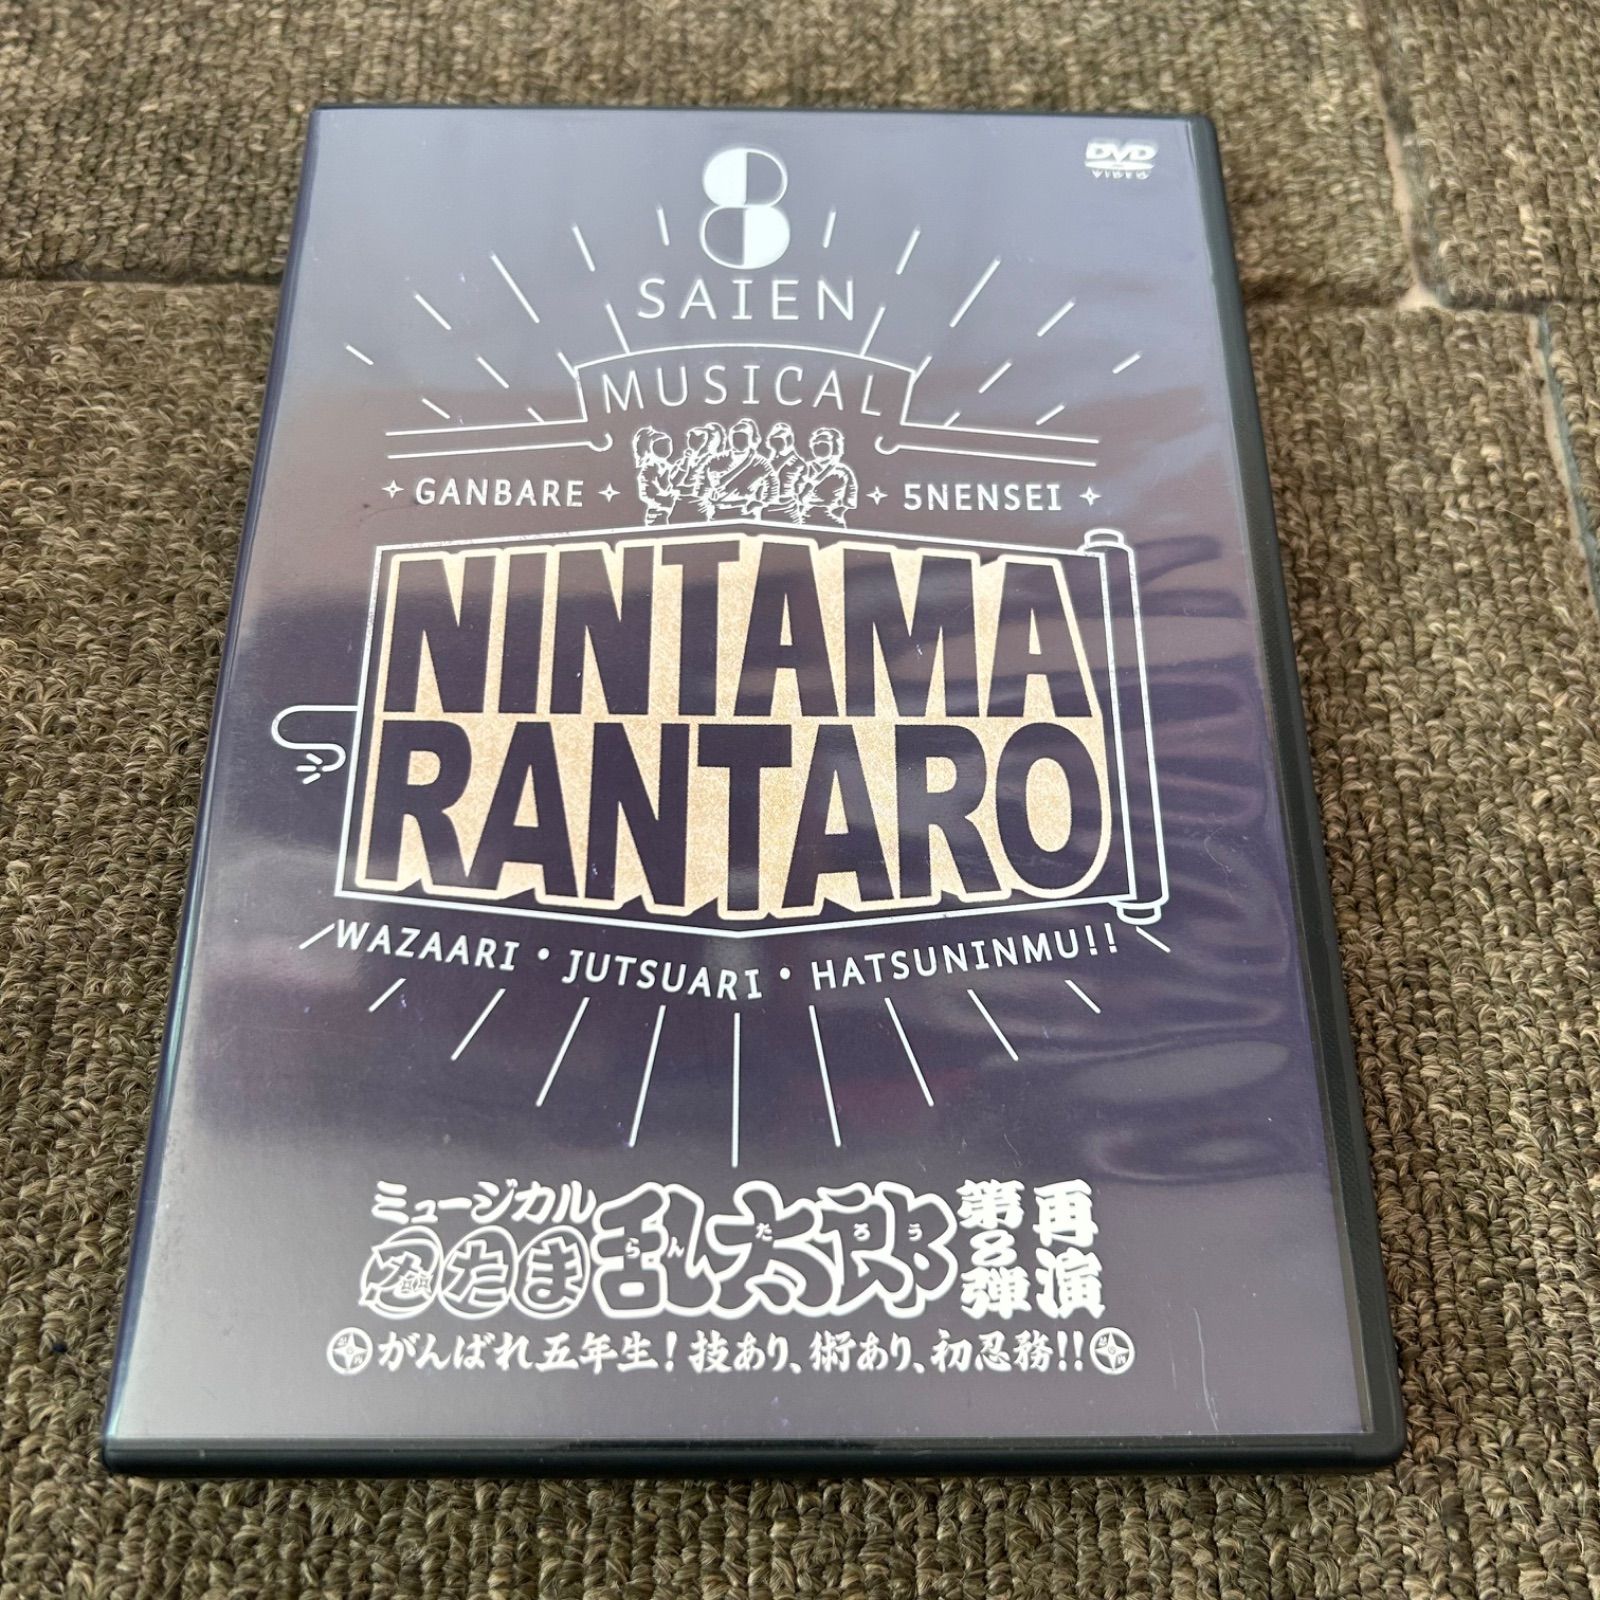 DVD
VIDEO
8
SAIEN
MUSICAL
GANBARE
5NENSEI
NINTAMA
RANTARO
WAZAARI・JUTSUARI・HATSUNINMU!!
ミュージカル
忍たま乱太郎
らんたろう
第8弾
再演
がんばれ五年生!技あり、術あり、初忍務!!